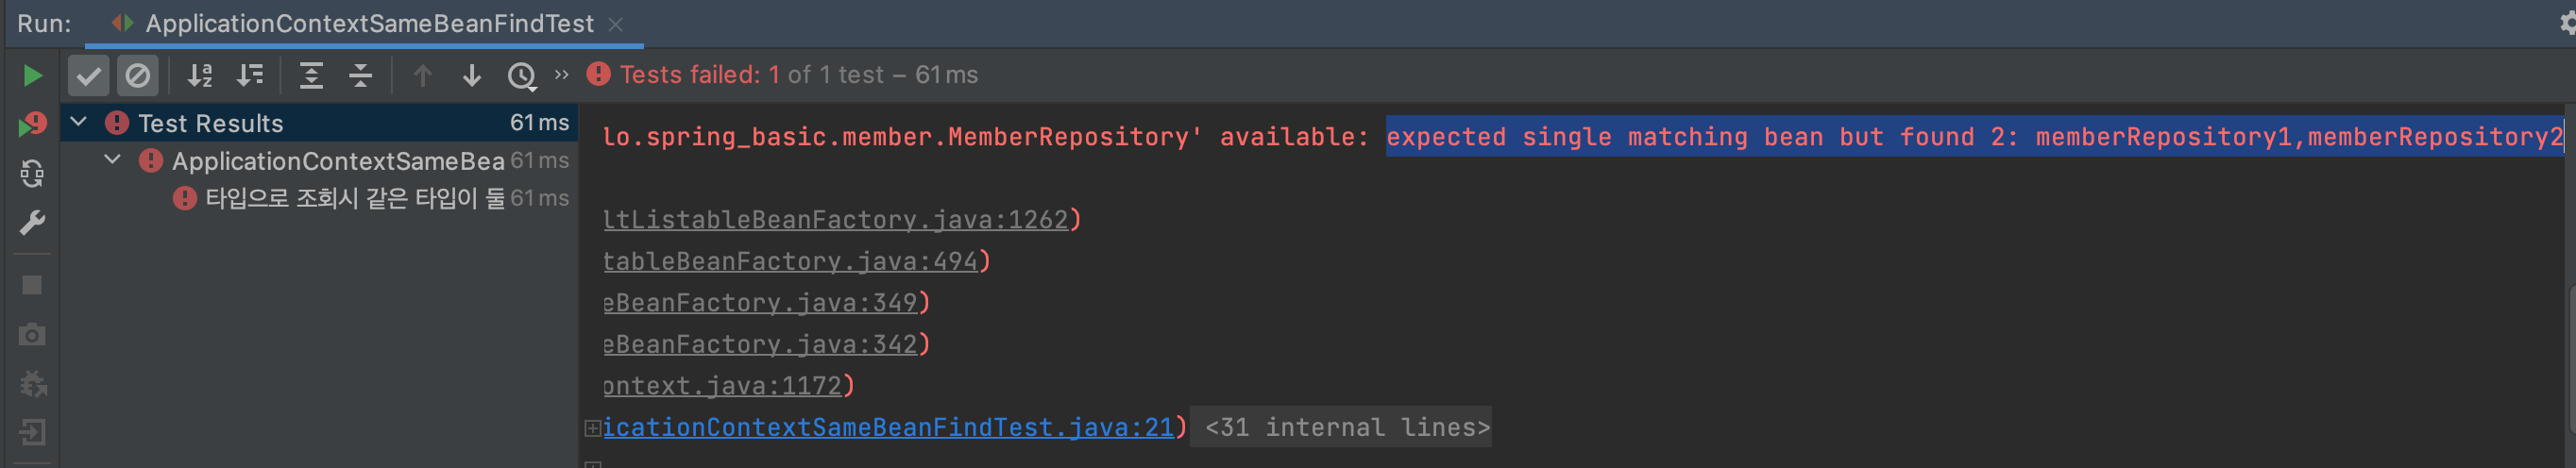 Run: ApplicationContextSameBeanFindTest
Tests failed: 1 of 1 test – 61 ms
Test Results 61 ms
ApplicationContextSameBea 61 ms
타입으로 조회시 같은 타입이 둘 61 ms
lo.spring_basic.member.MemberRepository' available: expected single matching bean but found 2: memberRepository1,memberRepository2
ltListableBeanFactory.java:1262)
tableBeanFactory.java:494)
eBeanFactory.java:349)
eBeanFactory.java:342)
ontext.java:1172)
icationContextSameBeanFindTest.java:21) <31 internal lines>